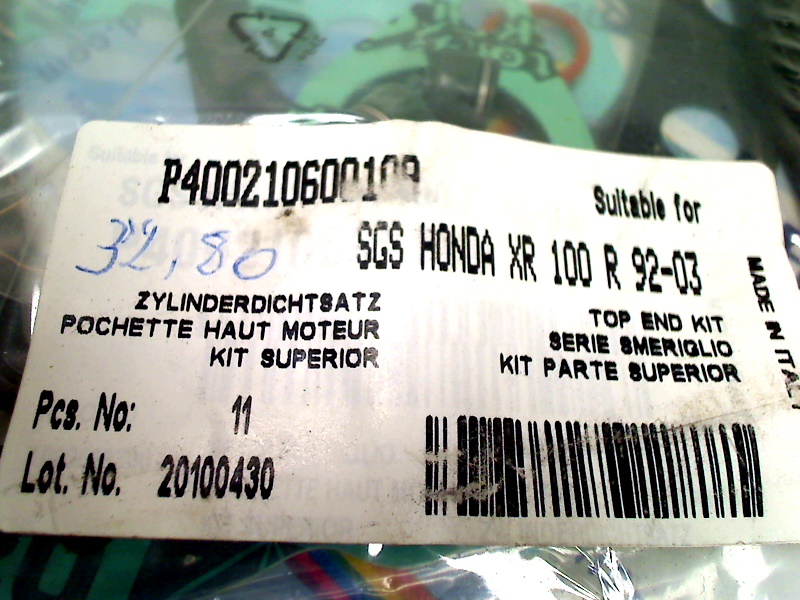 P400210600109
Suitable for
32,80
SGS HONDA XR 100 R 92-03
ZYLINDERDICHTSATZ
POCHETTE HAUT MOTEUR
KIT SUPERIOR
TOP END KIT
SERIE SMERIGLIO
KIT PARTE SUPERIOR
MADE IN ITALY
Pcs. No: 11
Lot. No. 20100430